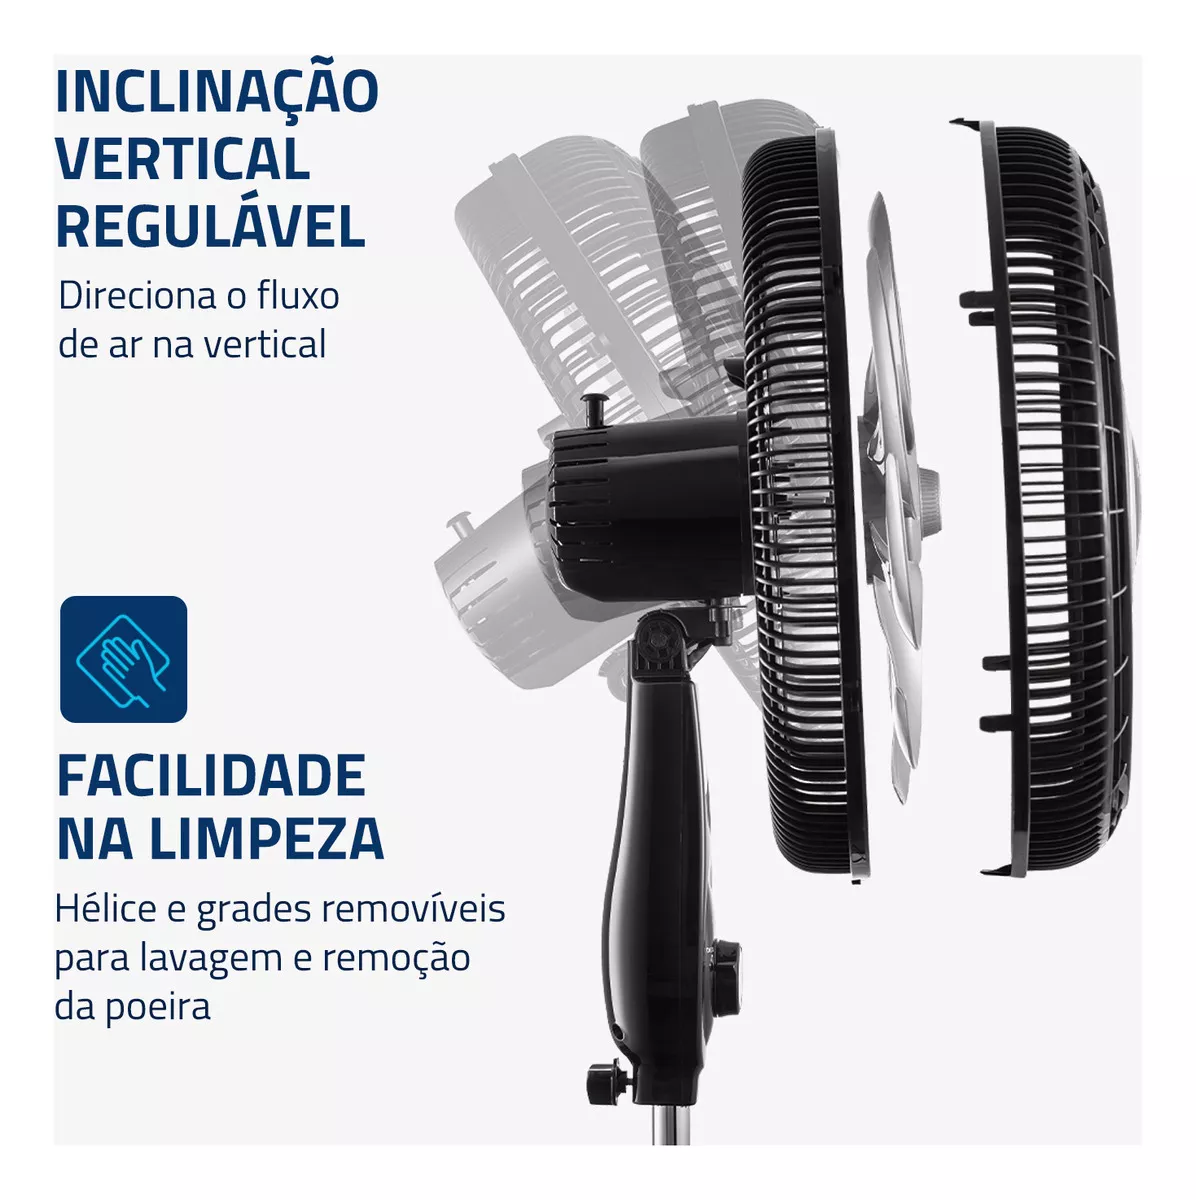 INCLINAÇÃO
VERTICAL
REGULÁVEL
Direciona o fluxo
de ar na vertical
FACILIDADE
NA LIMPEZA
Hélice e grades removíveis
para lavagem e remoção
da poeira